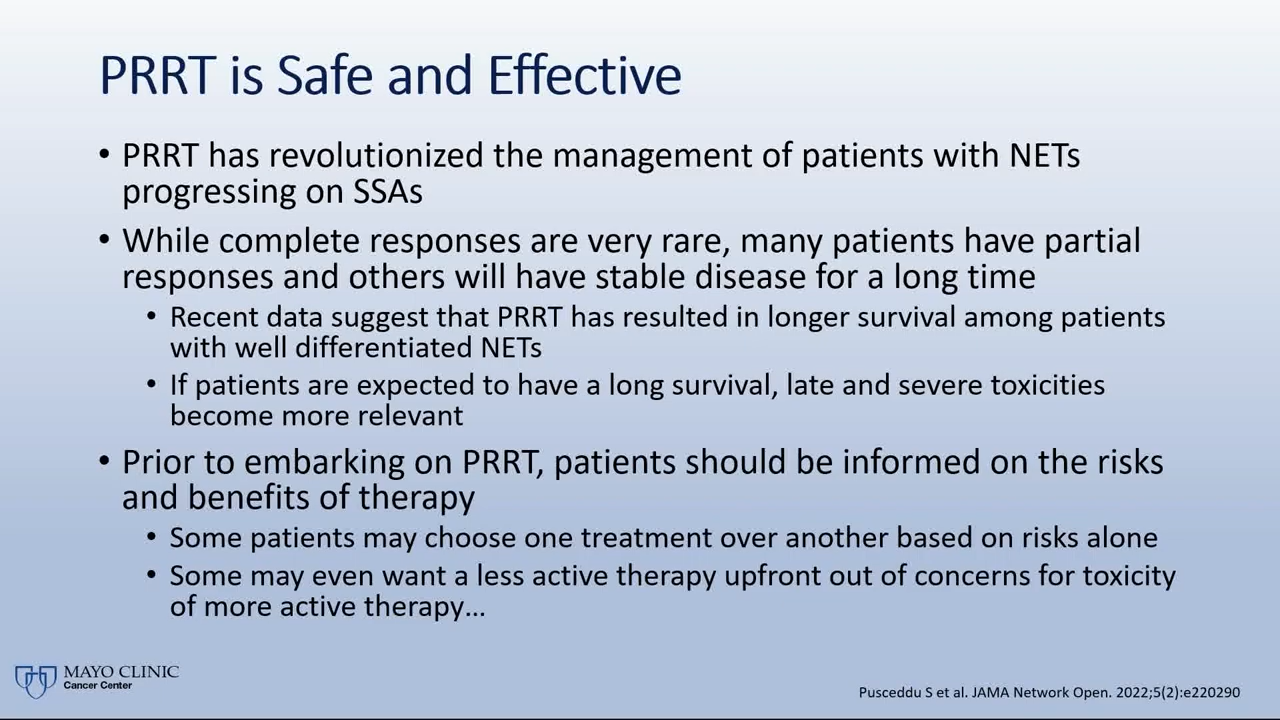 PRRT is Safe and Effective
• PRRT has revolutionized the management of patients with NETs
progressing on SSAs
• While complete responses are very rare, many patients have partial
responses and others will have stable disease for a long time
• Recent data suggest that PRRT has resulted in longer survival among patients
with well differentiated NETs
• If patients are expected to have a long survival, late and severe toxicities
become more relevant
• Prior to embarking on PRRT, patients should be informed on the risks
and benefits of therapy
• Some patients may choose one treatment over another based on risks alone
• Some may even want a less active therapy upfront out of concerns for toxicity
of more active therapy…
MAYO CLINIC
Cancer Center
Pusceddu S et al. JAMA Network Open. 2022;5(2):e220290